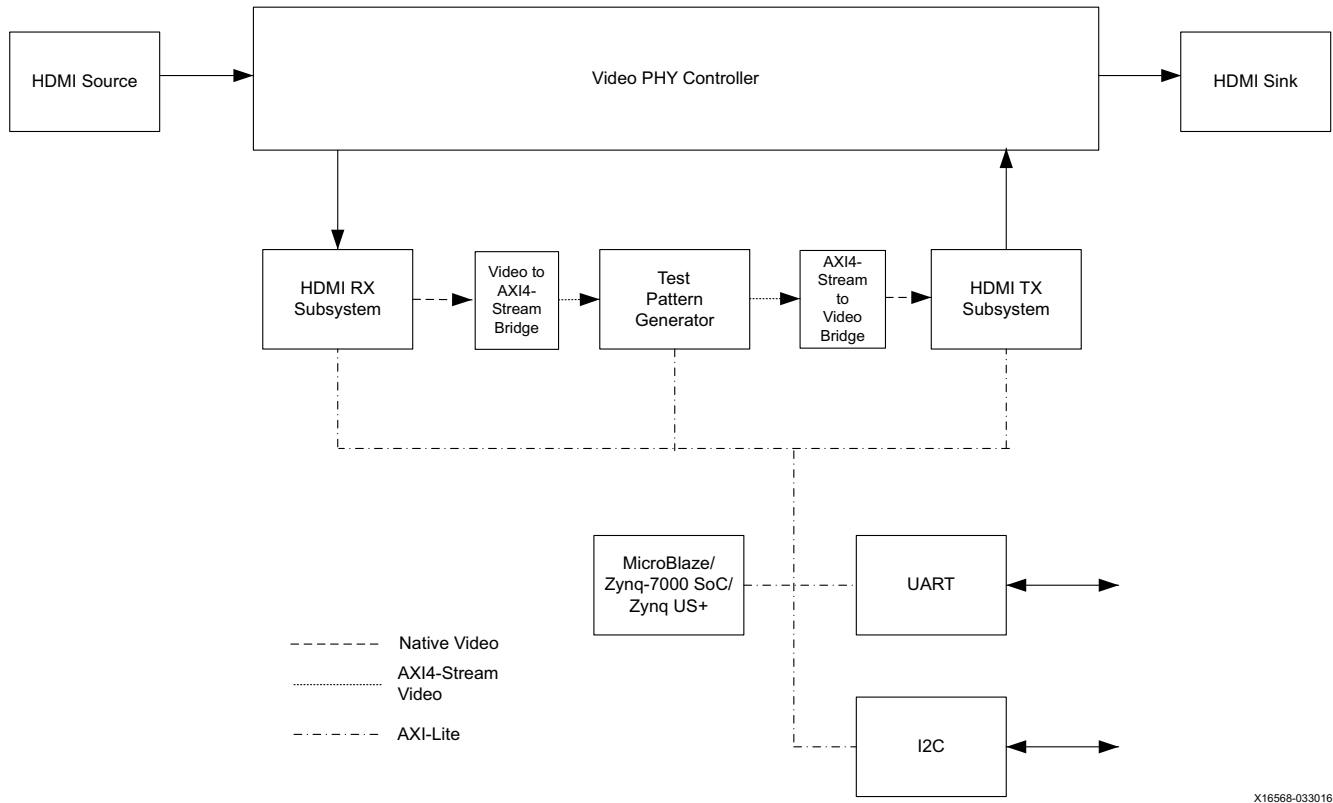 HDMI Source
Video PHY Controller
HDMI Sink
HDMI RX
Subsystem
Video to
AXI4-
Stream
Bridge
Test
Pattern
Generator
AXI4-
Stream
to
Video
Bridge
HDMI TX
Subsystem
MicroBlaze/
Zynq-7000 SoC/
Zynq US+
UART
Native Video
AXI4-Stream
Video
AXI-Lite
I2C
X16568-033016